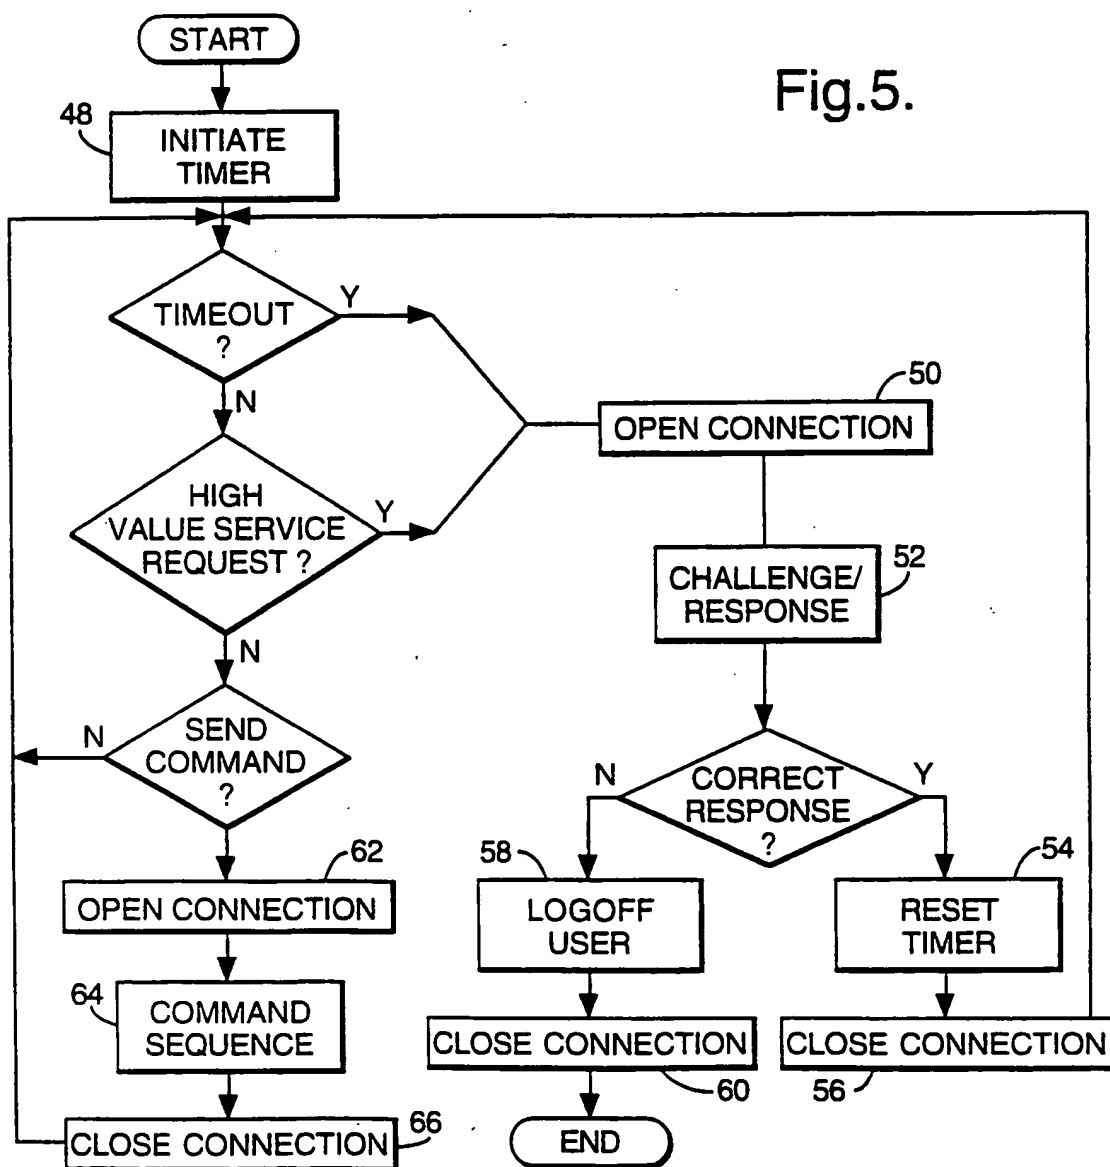 START
Fig.5.
48
INITIATE
TIMER
TIMEOUT
?
Y
N
50
OPEN CONNECTION
HIGH
VALUE SERVICE
REQUEST ?
Y
N
52
CHALLENGE/
RESPONSE
SEND
COMMAND
?
N
CORRECT
RESPONSE
?
N
Y
62
OPEN CONNECTION
58
LOGOFF
USER
54
RESET
TIMER
64
COMMAND
SEQUENCE
CLOSE CONNECTION
60
CLOSE CONNECTION
56
CLOSE CONNECTION
66
END